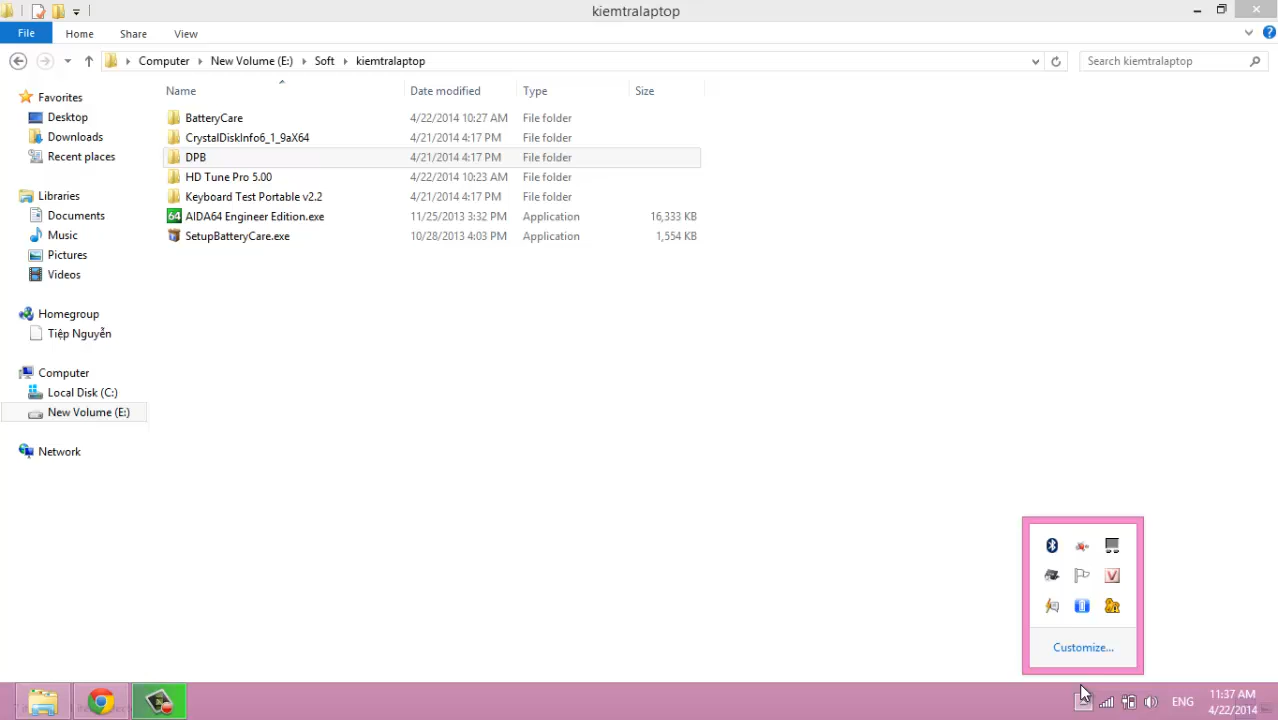 kiemtralaptop
File Home Share View
Computer New Volume (E:) Soft kiemtralaptop Search kiemtralaptop
Name Date modified Type Size
Favorites
Desktop
Downloads
Recent places
Libraries
Documents
Music
Pictures
Videos
Homegroup
Tiệp Nguyễn
Computer
Local Disk (C:)
New Volume (E:)
Network
BatteryCare 4/22/2014 10:27 AM File folder
CrystalDiskInfo6_1_9aX64 4/21/2014 4:17 PM File folder
DPB 4/21/2014 4:17 PM File folder
HD Tune Pro 5.00 4/22/2014 10:23 AM File folder
Keyboard Test Portable v2.2 4/21/2014 4:17 PM File folder
64 AIDA64 Engineer Edition.exe 11/25/2013 3:32 PM Application 16,333 KB
SetupBatteryCare.exe 10/28/2013 4:03 PM Application 1,554 KB
V
Customize...
ENG
11:37 AM
4/22/2014